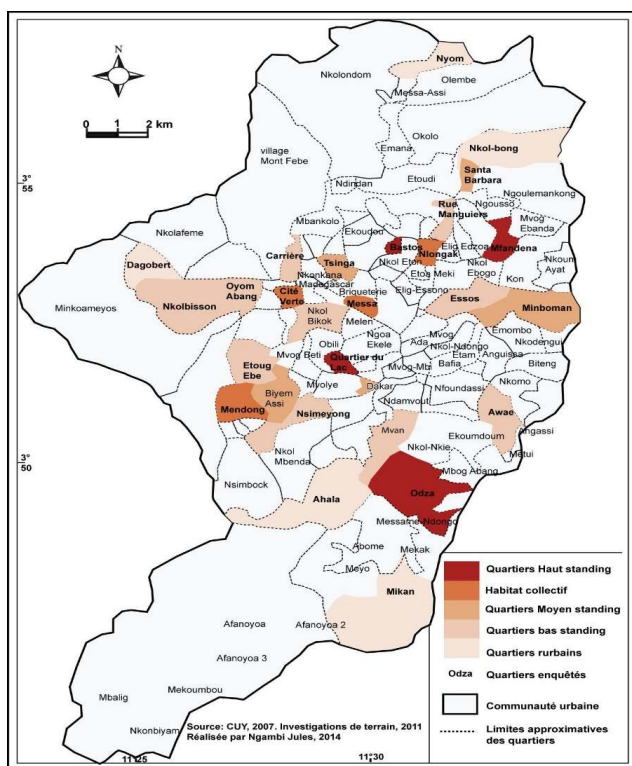 N
0 1 2 km
Nyom
Nkolondom
Olembe
Messa-Assi
Okolo
Emana
Nkol-bong
village
Mont Febe
Etoudi
Santa
Barbara
3°
55
Ndindan
Ngoulemankong
Rue
Manguiers
Ngousso
Mvog
Ebanda
Mbankolo
Nkolafeme
Ekoudou
Bastos
Nlongak
Elig Edzoa
Mfandena
Carrière
Tsinga
Dagobert
Nkol Eton
Nkol
Ebogo
Nkoum
Ayat
Nkonkana
Madagascar
Etoa Meki
Kon
Oyom
Abang
Cité
Verte
Briqueterie
Elig-Essono
Minkoameyos
Nkolbisson
Messa
Essos
Minboman
Nkol
Bikok
Melen
Ngoa
Ekele
Ada
Mvog
Emombo
Obili
Nkol-Ndongo
Nkodengui
Mvog Beti
Quartier du
Lac
Etam
Bafia
Anguissa
Biteng
Etoug
Ebe
Mvog-Mbi
Mvolye
Dakar
Nfoundassi
Nkomo
Biyem
Assi
Ndamvout
Mendong
Nsimeyong
Awae
Mvan
Ekoumdoum
Angassi
Nkol-Nkie
Metui
Nkol
Mbenda
Mbog Abang
3°
50
Nsimbock
Odza
Ahala
Messame-Ndongo
Abome
Mekak
Meyo
Mikan
Afanoyoa
Afanoyoa 2
Afanoyoa 3
Mekoumbou
Mbalig
Nkonbiyam
Quartiers Haut standing
Habitat collectif
Quartiers Moyen standing
Quartiers bas standing
Quartiers rurbains
Odza Quartiers enquêtés
Communauté urbaine
Limites approximatives
des quartiers
Source: CUY, 2007. Investigations de terrain, 2011
Réalisée par Ngambi Jules, 2014
11°25
11°30